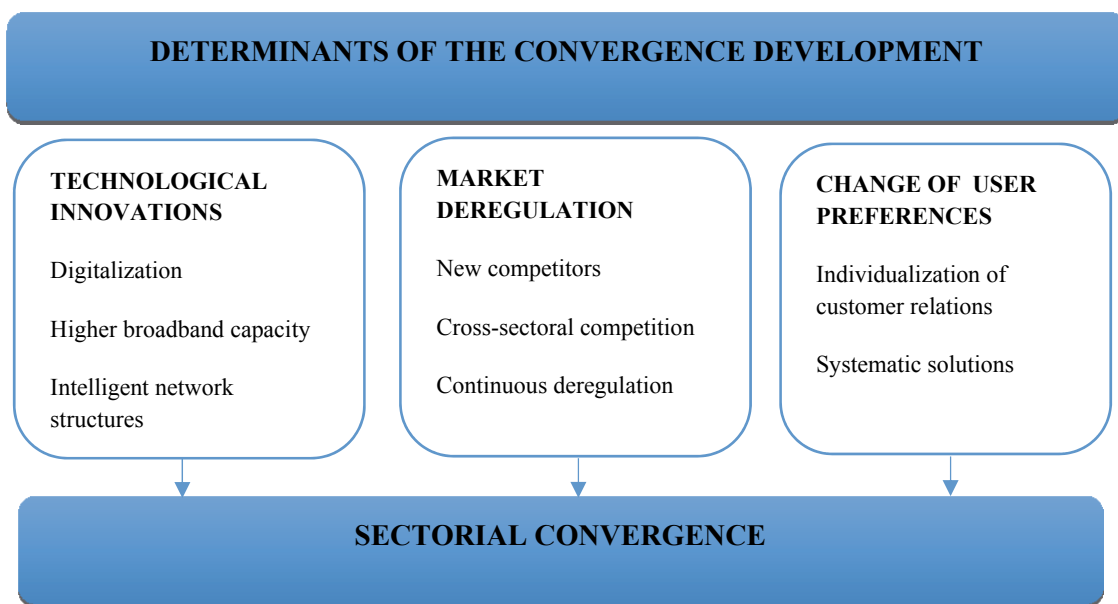 DETERMINANTS OF THE CONVERGENCE DEVELOPMENT
TECHNOLOGICAL
INNOVATIONS
Digitalization
Higher broadband capacity
Intelligent network
structures
MARKET
DEREGULATION
New competitors
Cross-sectoral competition
Continuous deregulation
CHANGE OF USER
PREFERENCES
Individualization of
customer relations
Systematic solutions
SECTORIAL CONVERGENCE